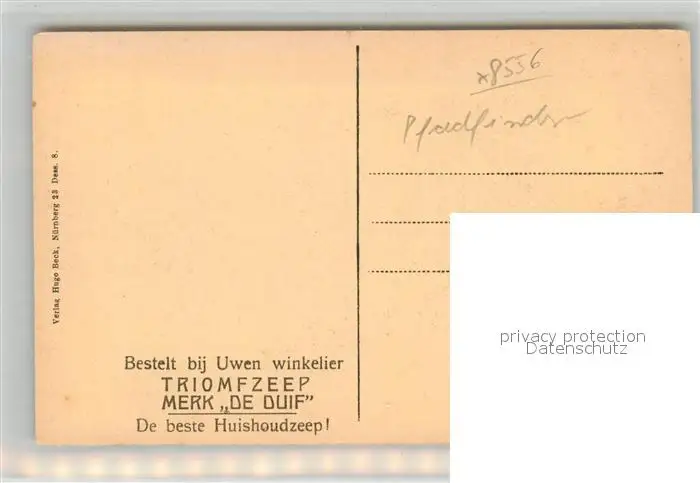 x8556
Pfadfinder
Verlag Hugo Beck, Nürnberg 23 Dess. 8.
privacy protection
Datenschutz
Bestelt bij Uwen winkelier
TRIOMFZEEP
MERK „DE DUIF”
De beste Huishoudzeep!